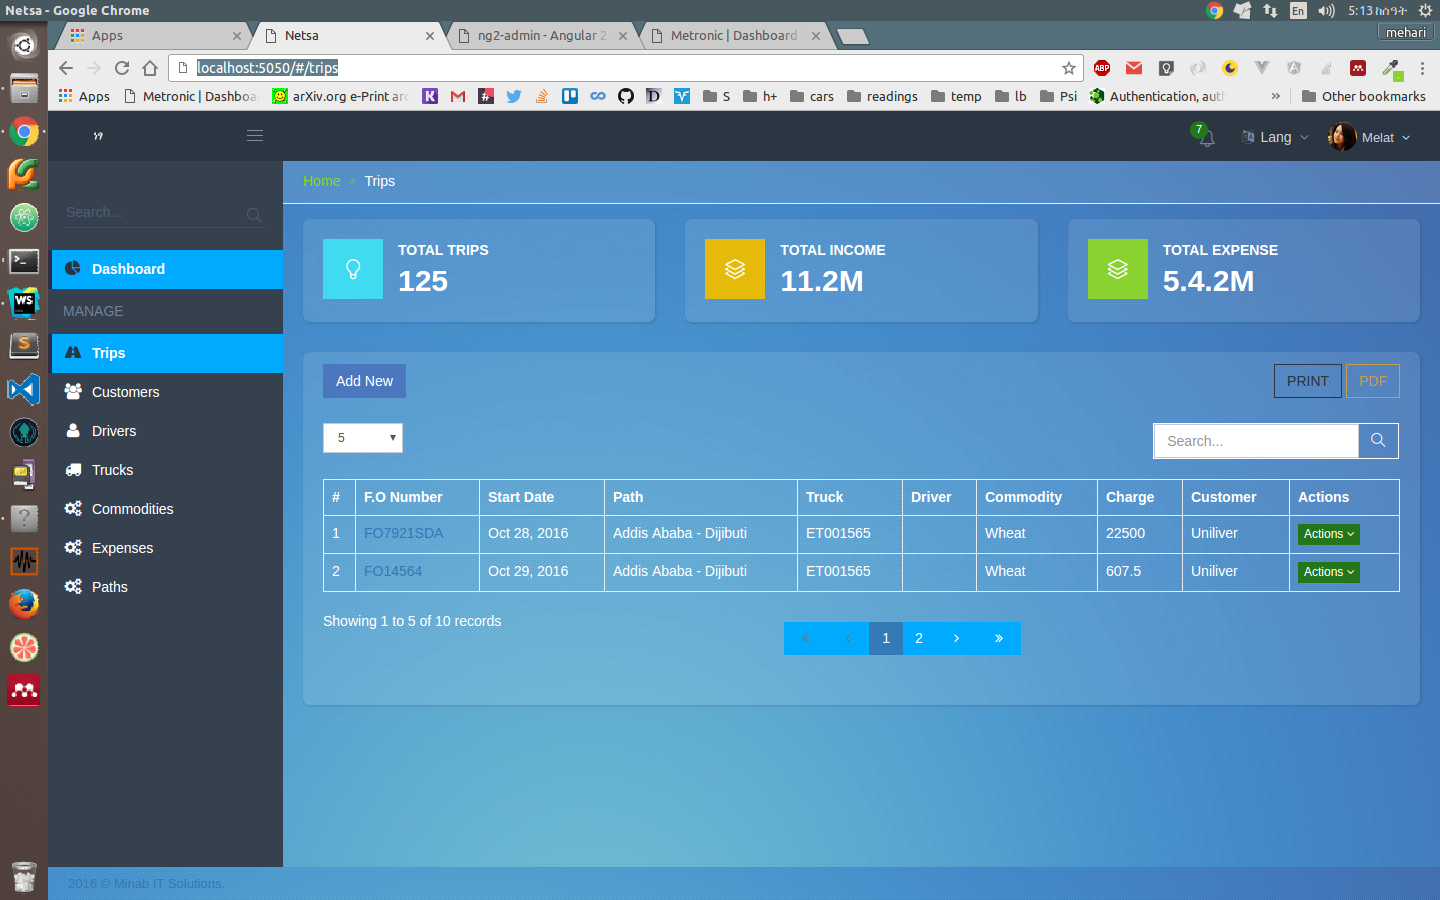 Netsa - Google Chrome
En
5:13 ከሰዓት
Apps
Netsa
ng2-admin - Angular 2
Metronic | Dashboard
mehari
localhost:5050/#/trips
ABP
Apps
Metronic | Dashboa
arXiv.org e-Print arc
S
h+
cars
readings
temp
lb
Psi
Authentication, aut
»
Other bookmarks
ነፃ
7
Lang
Melat
Home
Trips
Search...
TOTAL TRIPS
125
TOTAL INCOME
11.2M
TOTAL EXPENSE
5.4.2M
Dashboard
MANAGE
Trips
Customers
Drivers
Trucks
Commodities
Expenses
Paths
Add New
PRINT
PDF
5
Search...
# F.O Number Start Date Path Truck Driver Commodity Charge Customer Actions
1 FO7921SDA Oct 28, 2016 Addis Ababa - Dijibuti ET001565 Wheat 22500 Uniliver Actions
2 FO14564 Oct 29, 2016 Addis Ababa - Dijibuti ET001565 Wheat 607.5 Uniliver Actions
Showing 1 to 5 of 10 records
« ‹ 1 2 › »
2016 © Minab IT Solutions.